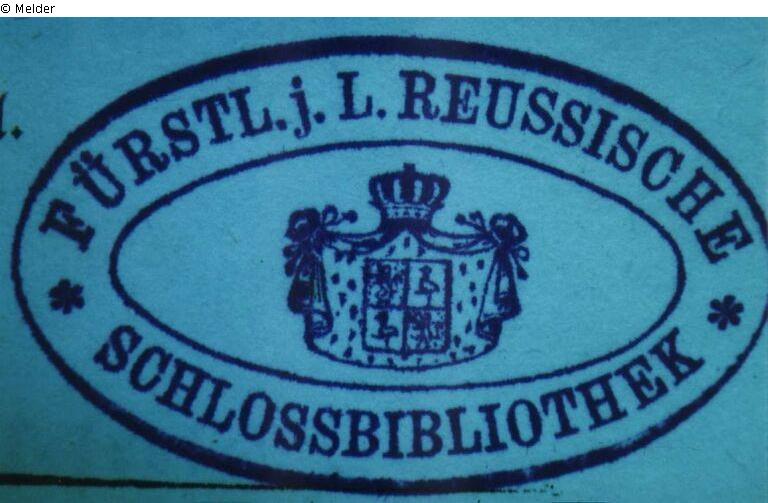 © Melder
FÜRSTL. j. L. REUSSISCHE
* SCHLOSSBIBLIOTHEK *